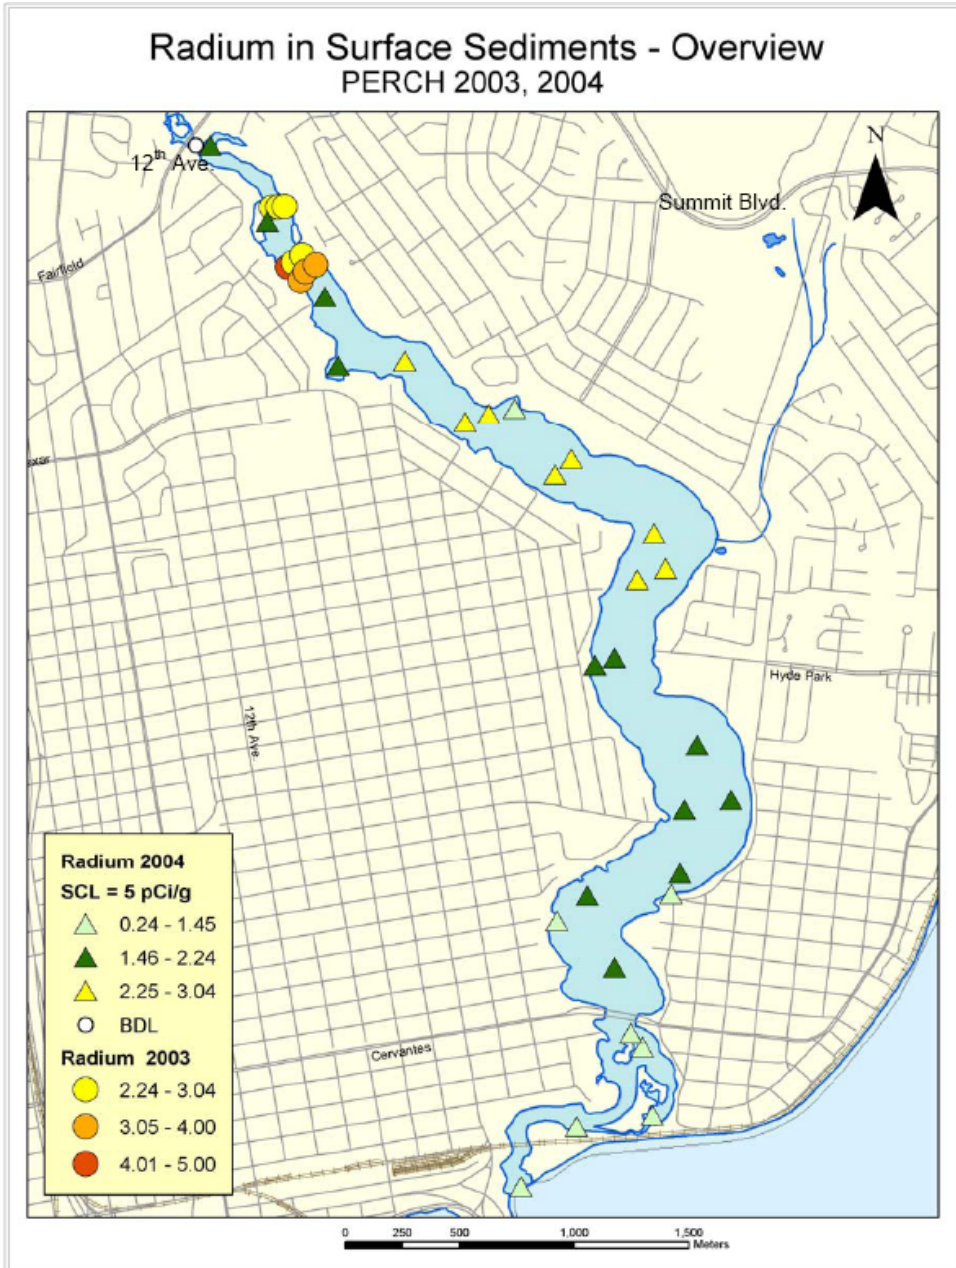 Radium in Surface Sediments - Overview
PERCH 2003, 2004
N
12th Ave.
Summit Blvd.
Fairfield
Hyde Park
12th Ave.
Cervantes
Radium 2004
SCL = 5 pCi/g
0.24 - 1.45
1.46 - 2.24
2.25 - 3.04
BDL
Radium 2003
2.24 - 3.04
3.05 - 4.00
4.01 - 5.00
0 250 500 1,000 1,500
Meters